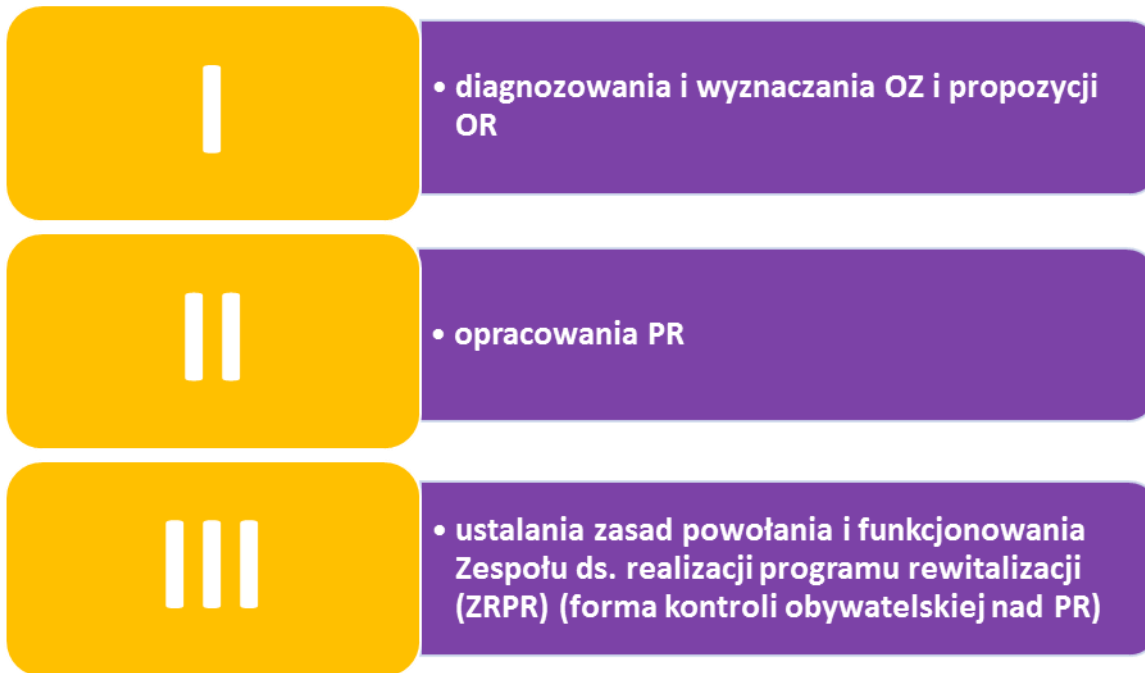 I
• diagnozowania i wyznaczania OZ i propozycji
OR
II
• opracowania PR
III
• ustalania zasad powołania i funkcjonowania
Zespołu ds. realizacji programu rewitalizacji
(ZRPR) (forma kontroli obywatelskiej nad PR)